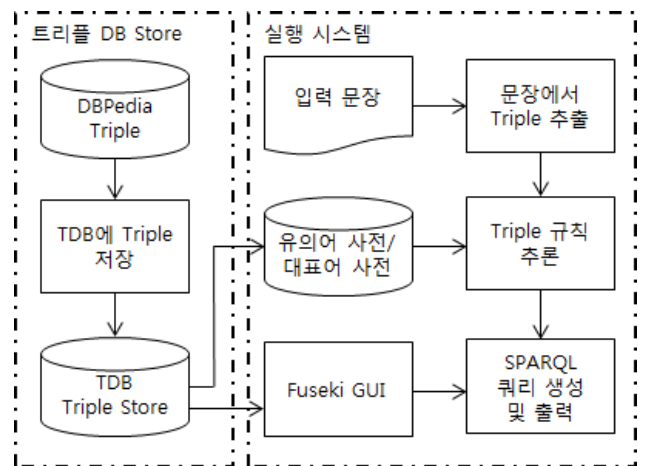 트리플 DB Store
DBPedia
Triple
TDB에 Triple
저장
TDB
Triple Store
실행 시스템
입력 문장
문장에서
Triple 추출
유의어 사전/
대표어 사전
Triple 규칙
추론
Fuseki GUI
SPARQL
쿼리 생성
및 출력